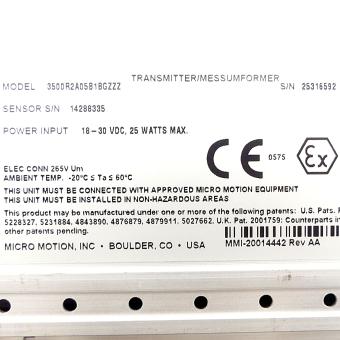 TRANSMITTER/MESSUMFORMER
MODEL 3500R2A05B1BGZZZ S/N 25316592
SENSOR S/N 14288335
POWER INPUT 18-30 VDC, 25 WATTS MAX.
CE 0575 Ex
ELEC CONN 265V Ui Um
AMBIENT TEMP. -20°C ≤ Ta ≤ 60°C
THIS UNIT MUST BE CONNECTED WITH APPROVED MICRO MOTION EQUIPMENT
THIS UNIT MUST BE INSTALLED IN NON-HAZARDOUS AREAS
This product may be manufactured under one or more of the following patents: U.S. Pats.
5228327, 5231884, 4843890, 4876879, 4879911, 5027662. U.K. Pat. 2001759: Counterparts in
other patents pending.
MICRO MOTION, INC • BOULDER, CO • USA MMI-20014442 Rev AA